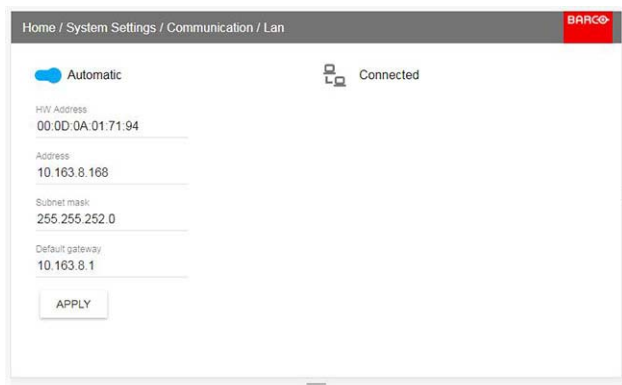 Home / System Settings / Communication / Lan
BARCO
Automatic
Connected
HW Address
00:0D:0A:01:71:94
Address
10.163.8.168
Subnet mask
255.255.252.0
Default gateway
10.163.8.1
APPLY